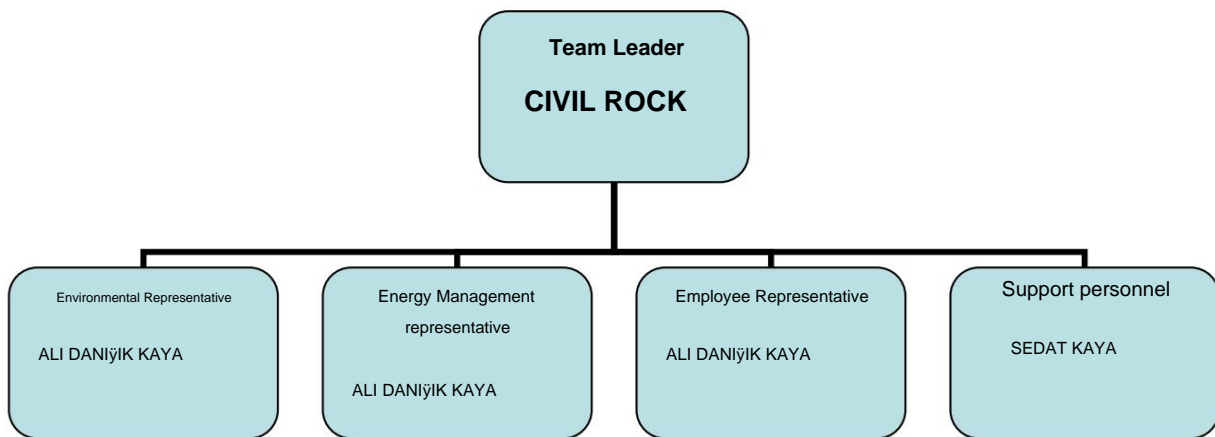 Team Leader
CIVIL ROCK
Environmental Representative
ALI DANIÿIK KAYA
Energy Management
representative
ALI DANIÿIK KAYA
Employee Representative
ALI DANIÿIK KAYA
Support personnel
SEDAT KAYA